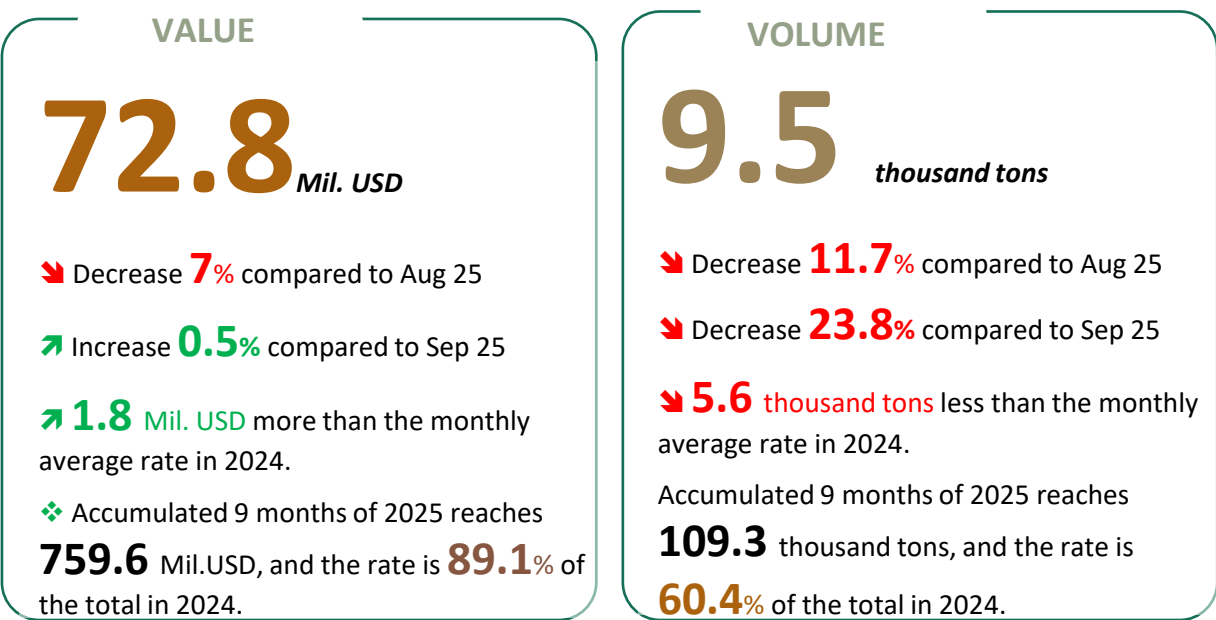 VALUE
72.8 Mil. USD
Decrease 7% compared to Aug 25
Increase 0.5% compared to Sep 25
1.8 Mil. USD more than the monthly
average rate in 2024.
Accumulated 9 months of 2025 reaches
759.6 Mil.USD, and the rate is 89.1% of
the total in 2024.
VOLUME
9.5 thousand tons
Decrease 11.7% compared to Aug 25
Decrease 23.8% compared to Sep 25
5.6 thousand tons less than the monthly
average rate in 2024.
Accumulated 9 months of 2025 reaches
109.3 thousand tons, and the rate is
60.4% of the total in 2024.